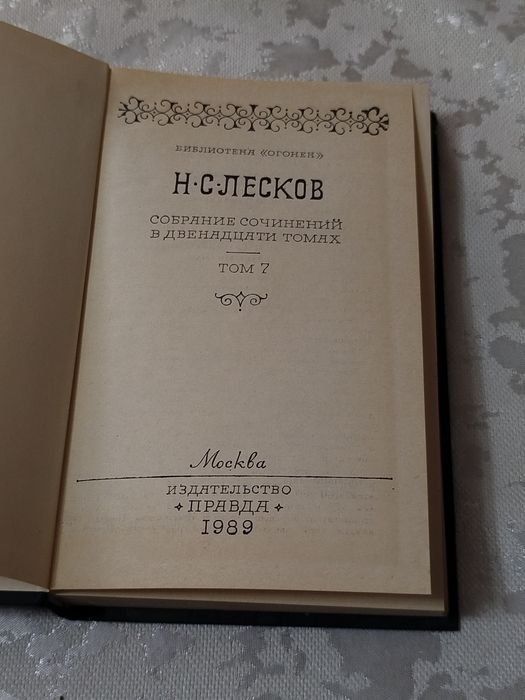 БИБЛИОТЕКА «ОГОНЕК»
Н·С·ЛЕСКОВ
СОБРАНИЕ СОЧИНЕНИЙ
В ДВЕНАДЦАТИ ТОМАХ
ТОМ 7
Москва
ИЗДАТЕЛЬСТВО
ПРАВДА
1989